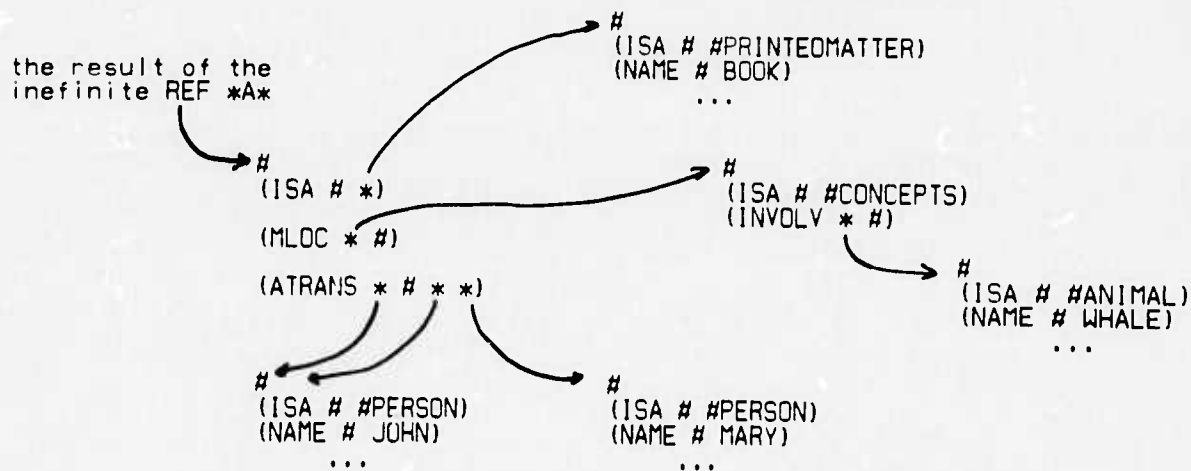 #
(ISA # #PRINTEDMATTER)
(NAME # BOOK)
...
the result of the
inefinite REF *A*
#
(ISA # *)
(MLOC * #)
(ATRANS * # * *)
#
(ISA # #CONCEPTS)
(INVOLV * #)
#
(ISA # #ANIMAL)
(NAME # WHALE)
...
#
(ISA # #PERSON)
(NAME # JOHN)
...
#
(ISA # #PERSON)
(NAME # MARY)
...